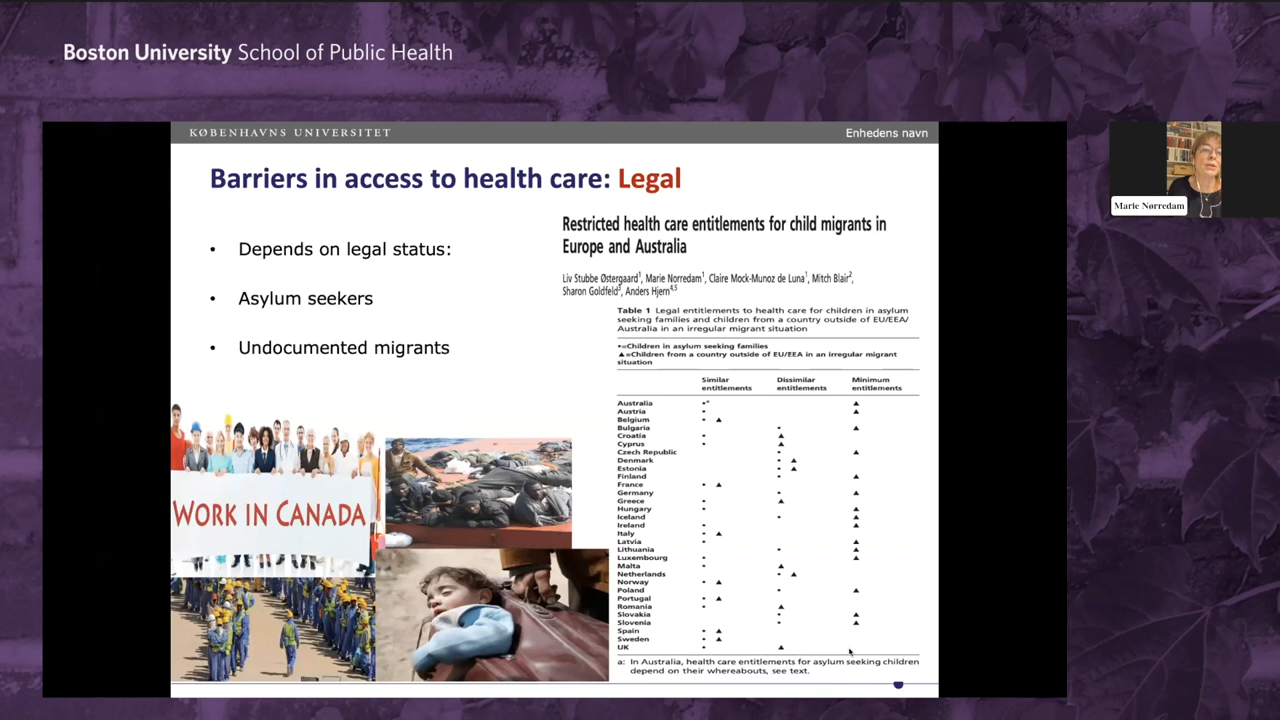 Boston University School of Public Health
KØBENHAVNS UNIVERSITET
Enhedens navn
Barriers in access to health care: Legal
• Depends on legal status:
• Asylum seekers
• Undocumented migrants
WORK IN CANADA
Restricted health care entitlements for child migrants in
Europe and Australia
Liv Stubbe Østergaard1, Marie Norredam1, Claire Mock-Munoz de Luna1, Mitch Blair2,
Sharon Goldfeld3, Anders Hjern4,5
Table 1 Legal entitlements to health care for children in asylum
seeking families and children from a country outside of EU/EEA/
Australia in an irregular migrant situation
•=Children in asylum seeking families
▲=Children from a country outside of EU/EEA in an irregular migrant
situation
Similar Dissimilar Minimum
entitlements entitlements entitlements
Australia •a ▲
Austria • ▲
Belgium • ▲
Bulgaria • ▲
Croatia • ▲
Cyprus • ▲
Czech Republic • ▲
Denmark • ▲
Estonia • ▲
Finland • ▲
France • ▲
Germany • ▲
Greece • ▲
Hungary • ▲
Iceland • ▲
Ireland • ▲
Italy • ▲
Latvia • ▲
Lithuania • ▲
Luxembourg • ▲
Malta • ▲
Netherlands • ▲
Norway • ▲
Poland • ▲
Portugal • ▲
Romania • ▲
Slovakia • ▲
Slovenia • ▲
Spain • ▲
Sweden • ▲
UK • ▲
a: In Australia, health care entitlements for asylum seeking children
depend on their whereabouts, see text.
Marie Nørredam